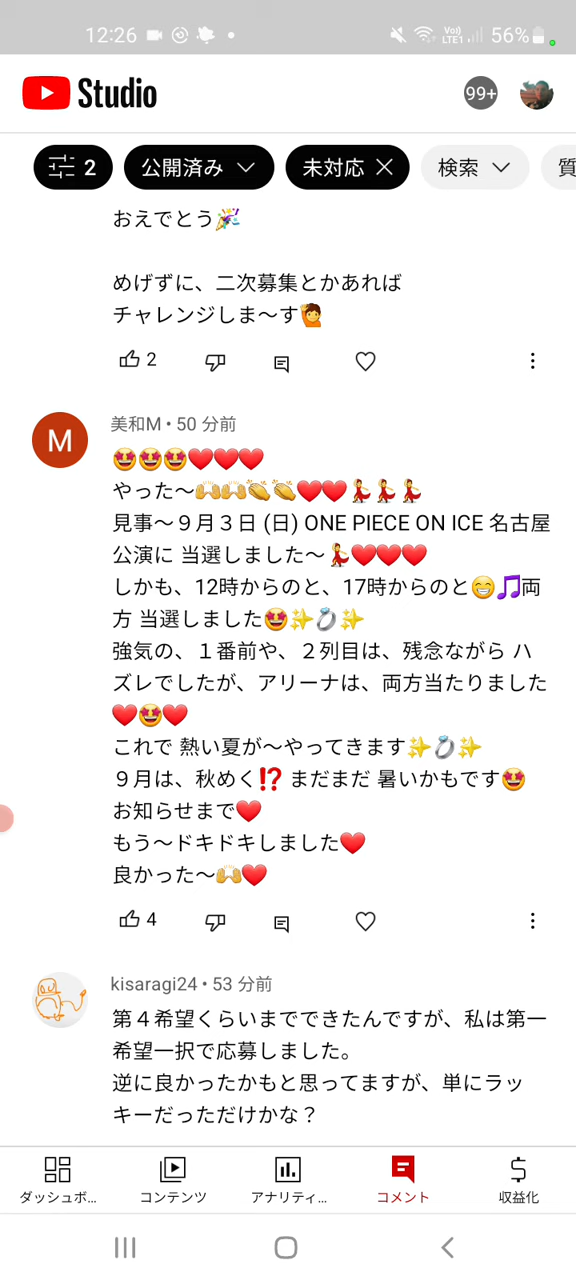 12:26
Vo))
LTE1
56%
Studio
99+
2
公開済み
未対応
検索
質
おえでとう🎉
めげずに、二次募集とかあれば
チャレンジしま〜す🙋
2
美和M • 50 分前
🤩🤩🤩❤️❤️❤️
やった〜🙌🙌👏👏❤️❤️💃💃💃
見事〜９月３日 (日) ONE PIECE ON ICE 名古屋
公演に 当選しました〜💃❤️❤️❤️
しかも、12時からのと、17時からのと😁🎵両
方 当選しました🤩✨💍✨
強気の、１番前や、２列目は、残念ながら ハ
ズレでしたが、アリーナは、両方当たりました
❤️🤩❤️
これで 熱い夏が〜やってきます✨💍✨
９月は、秋めく⁉️ まだまだ 暑いかもです🤩
お知らせまで❤️
もう〜ドキドキしました❤️
良かった〜🙌❤️
4
M
kisaragi24 • 53 分前
第４希望くらいまでできたんですが、私は第一
希望一択で応募しました。
逆に良かったかもと思ってますが、単にラッ
キーだっただけかな？
ダッシュボ...
コンテンツ
アナリティ...
コメント
収益化